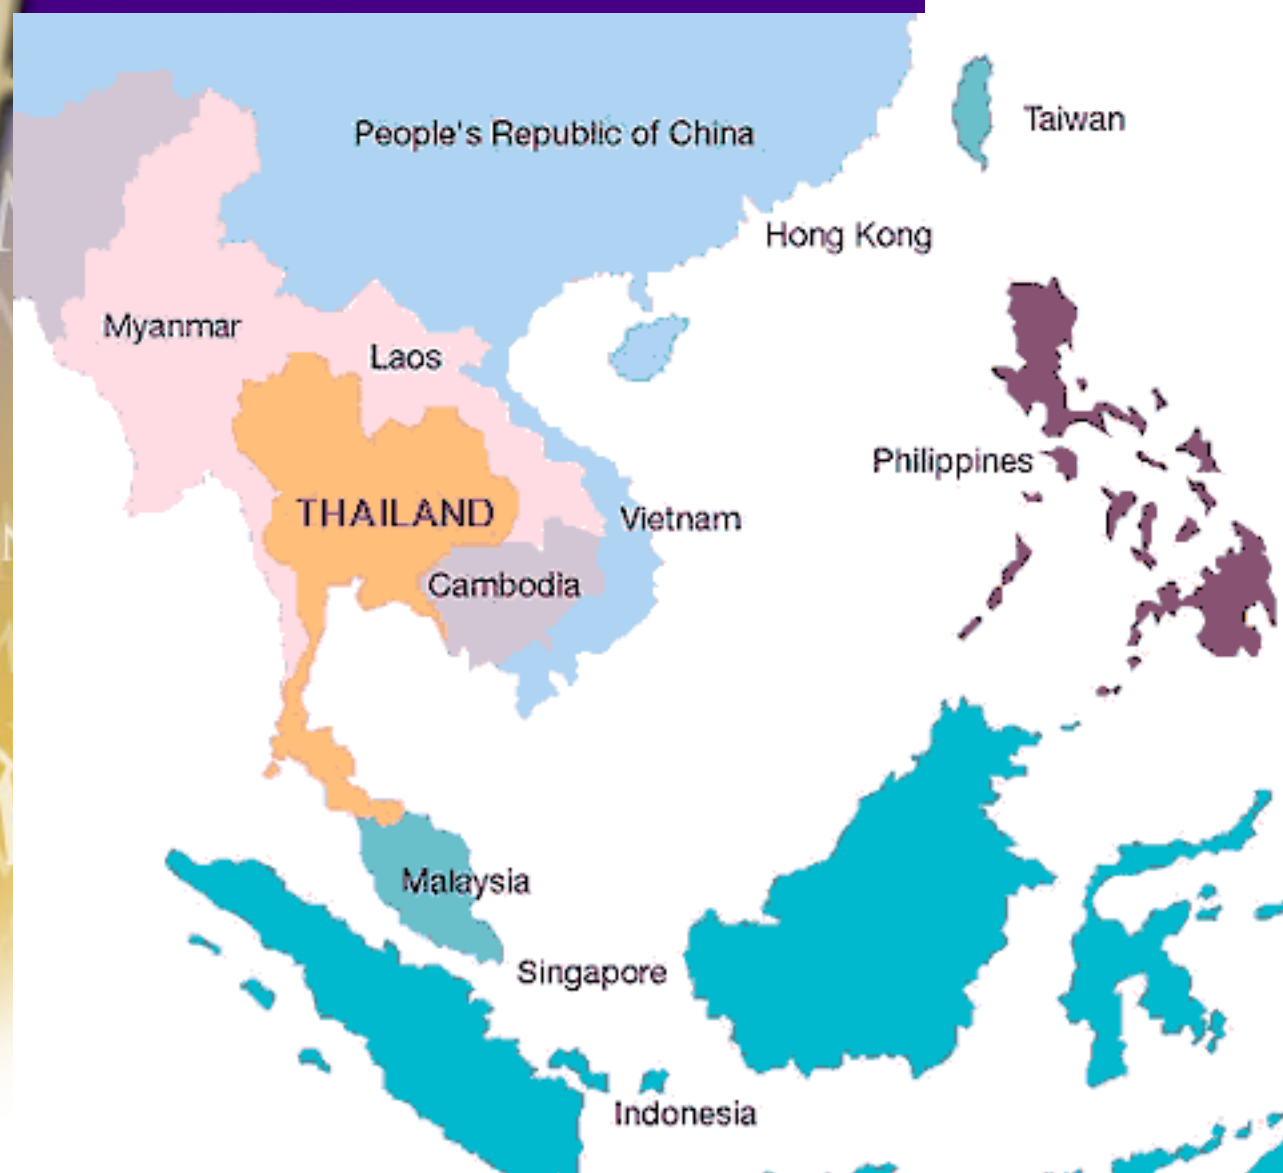 People's Republic of China
Taiwan
Hong Kong
Myanmar
Laos
Philippines
THAILAND
Vietnam
Cambodia
Malaysia
Singapore
Indonesia